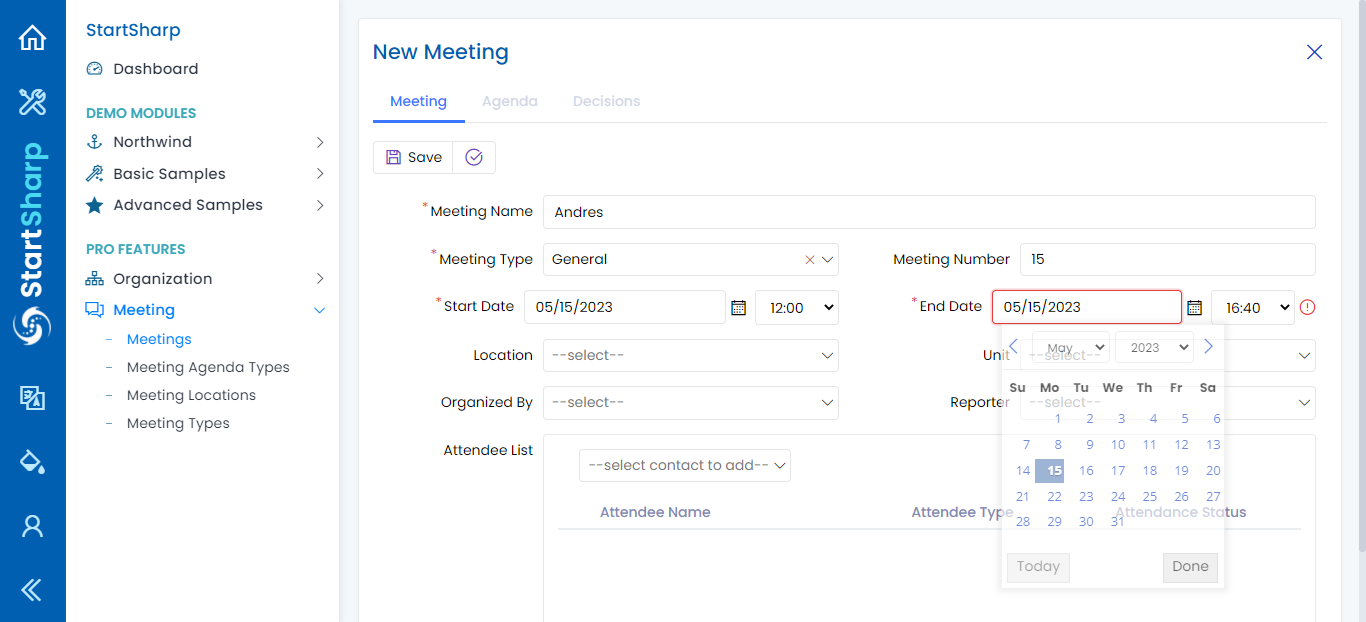 StartSharp
StartSharp
Dashboard
DEMO MODULES
Northwind
Basic Samples
Advanced Samples
PRO FEATURES
Organization
Meeting
Meetings
Meeting Agenda Types
Meeting Locations
Meeting Types
New Meeting
Meeting Agenda Decisions
Save
*Meeting Name Andres
*Meeting Type General Meeting Number 15
*Start Date 05/15/2023 12:00 *End Date 05/15/2023 16:40
Location --select-- Unit --select--
Organized By --select-- Reporter --select--
Attendee List
--select contact to add--
Attendee Name Attendee Type Attendance Status
May 2023
Su Mo Tu We Th Fr Sa
1 2 3 4 5 6
7 8 9 10 11 12 13
14 15 16 17 18 19 20
21 22 23 24 25 26 27
28 29 30 31
Today Done